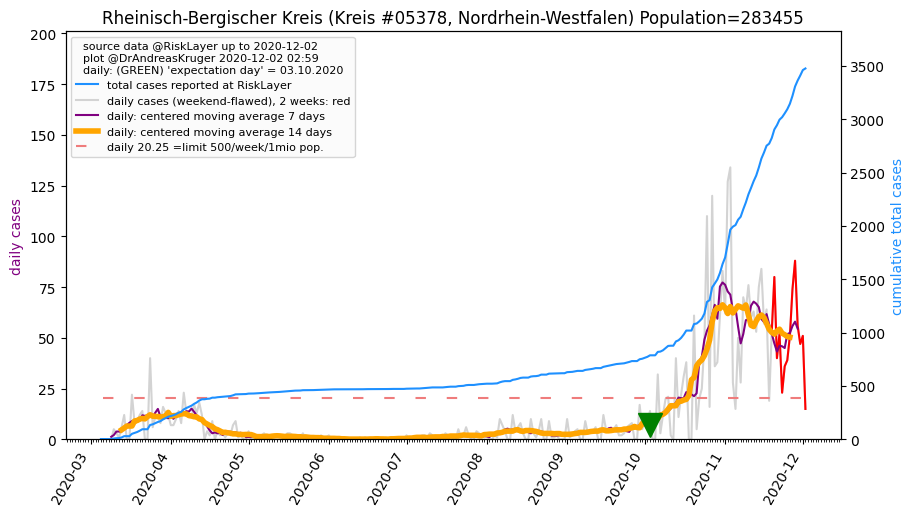 Rheinisch-Bergischer Kreis (Kreis #05378, Nordrhein-Westfalen) Population=283455
source data @RiskLayer up to 2020-12-02
plot @DrAndreasKruger 2020-12-02 02:59
daily: (GREEN) 'expectation day' = 03.10.2020
total cases reported at RiskLayer
daily cases (weekend-flawed), 2 weeks: red
daily: centered moving average 7 days
daily: centered moving average 14 days
daily 20.25 =limit 500/week/1mio pop.
daily cases
200
175
150
125
100
75
50
25
0
cumulative total cases
3500
3000
2500
2000
1500
1000
500
0
2020-03
2020-04
2020-05
2020-06
2020-07
2020-08
2020-09
2020-10
2020-11
2020-12